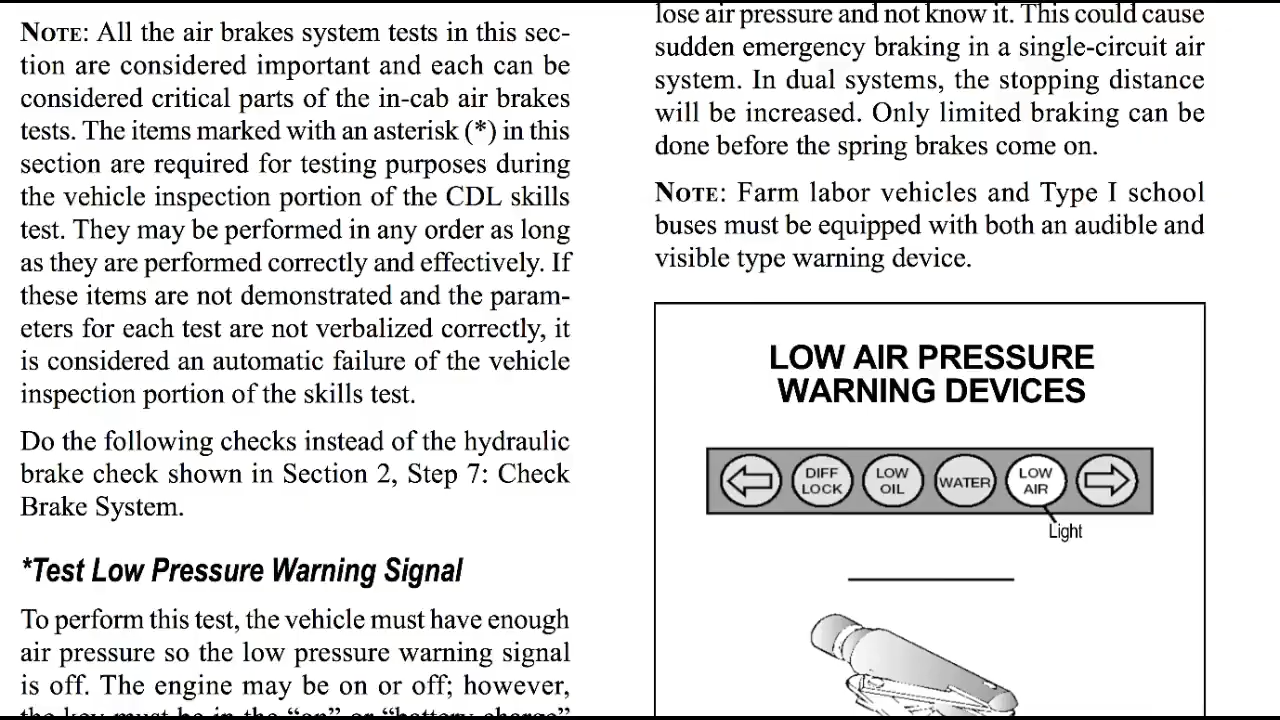 NOTE: All the air brakes system tests in this sec-
tion are considered important and each can be
considered critical parts of the in-cab air brakes
tests. The items marked with an asterisk (*) in this
section are required for testing purposes during
the vehicle inspection portion of the CDL skills
test. They may be performed in any order as long
as they are performed correctly and effectively. If
these items are not demonstrated and the param-
eters for each test are not verbalized correctly, it
is considered an automatic failure of the vehicle
inspection portion of the skills test.
Do the following checks instead of the hydraulic
brake check shown in Section 2, Step 7: Check
Brake System.
*Test Low Pressure Warning Signal
To perform this test, the vehicle must have enough
air pressure so the low pressure warning signal
is off. The engine may be on or off; however,
the key must be in the “on” or “battery charge”
lose air pressure and not know it. This could cause
sudden emergency braking in a single-circuit air
system. In dual systems, the stopping distance
will be increased. Only limited braking can be
done before the spring brakes come on.
NOTE: Farm labor vehicles and Type I school
buses must be equipped with both an audible and
visible type warning device.
LOW AIR PRESSURE
WARNING DEVICES
DIFF
LOCK
LOW
OIL
WATER
LOW
AIR
Light